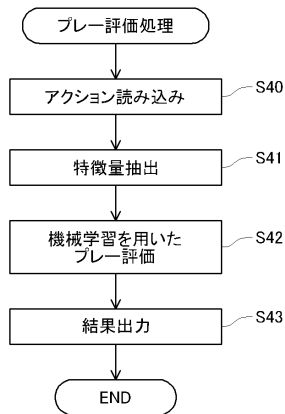 プレー評価処理
アクション読み込み
S40
特徴量抽出
S41
機械学習を用いた
プレー評価
S42
結果出力
S43
END